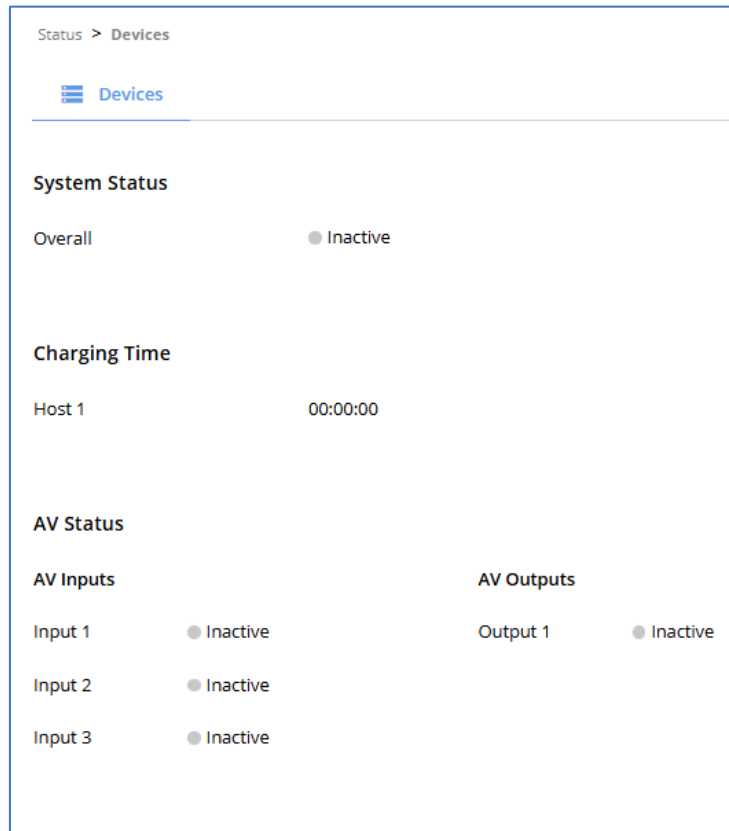 Status > Devices
Devices
System Status
Overall Inactive
Charging Time
Host 1 00:00:00
AV Status
AV Inputs AV Outputs
Input 1 Inactive Output 1 Inactive
Input 2 Inactive
Input 3 Inactive